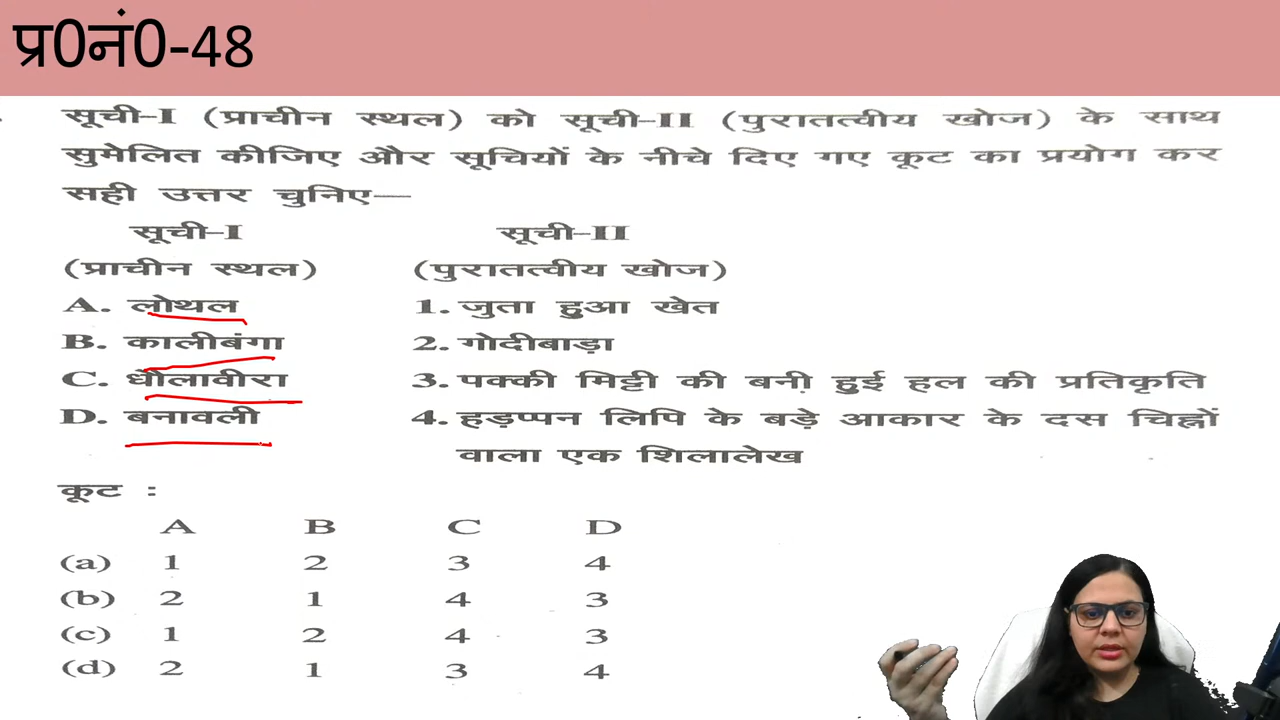 प्र0नं0-48
सूची-I (प्राचीन स्थल) को सूची-II (पुरातत्वीय खोज) के साथ
सुमेलित कीजिए और सूचियों के नीचे दिए गए कूट का प्रयोग कर
सही उत्तर चुनिए—
सूची-I सूची-II
(प्राचीन स्थल) (पुरातत्वीय खोज)
A. लोथल 1. जुता हुआ खेत
B. कालीबंगा 2. गोदीबाड़ा
C. धौलावीरा 3. पक्की मिट्टी की बनी हुई हल की प्रतिकृति
D. बनावली 4. हड़प्पन लिपि के बड़े आकार के दस चिह्नों
वाला एक शिलालेख
कूट :
A B C D
(a) 1 2 3 4
(b) 2 1 4 3
(c) 1 2 4 3
(d) 2 1 3 4